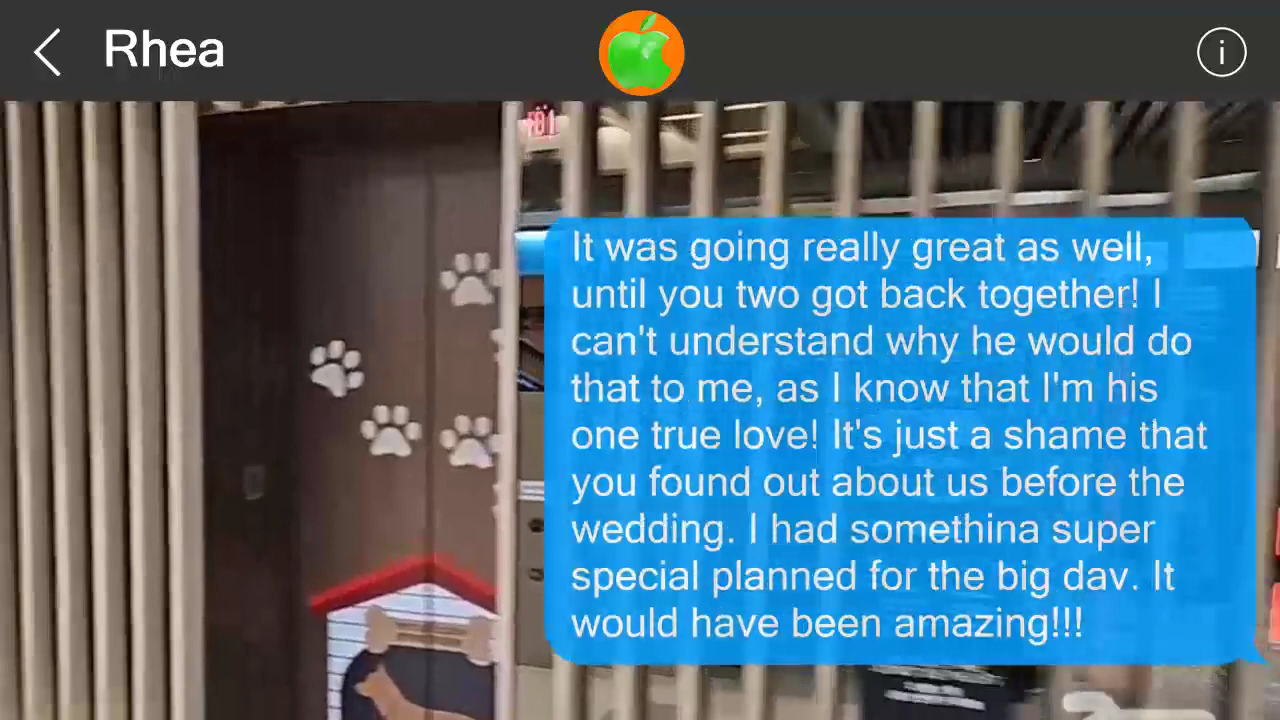 Rhea
i
It was going really great as well,
until you two got back together! I
can't understand why he would do
that to me, as I know that I'm his
one true love! It's just a shame that
you found out about us before the
wedding. I had somethina super
special planned for the big dav. It
would have been amazing!!!